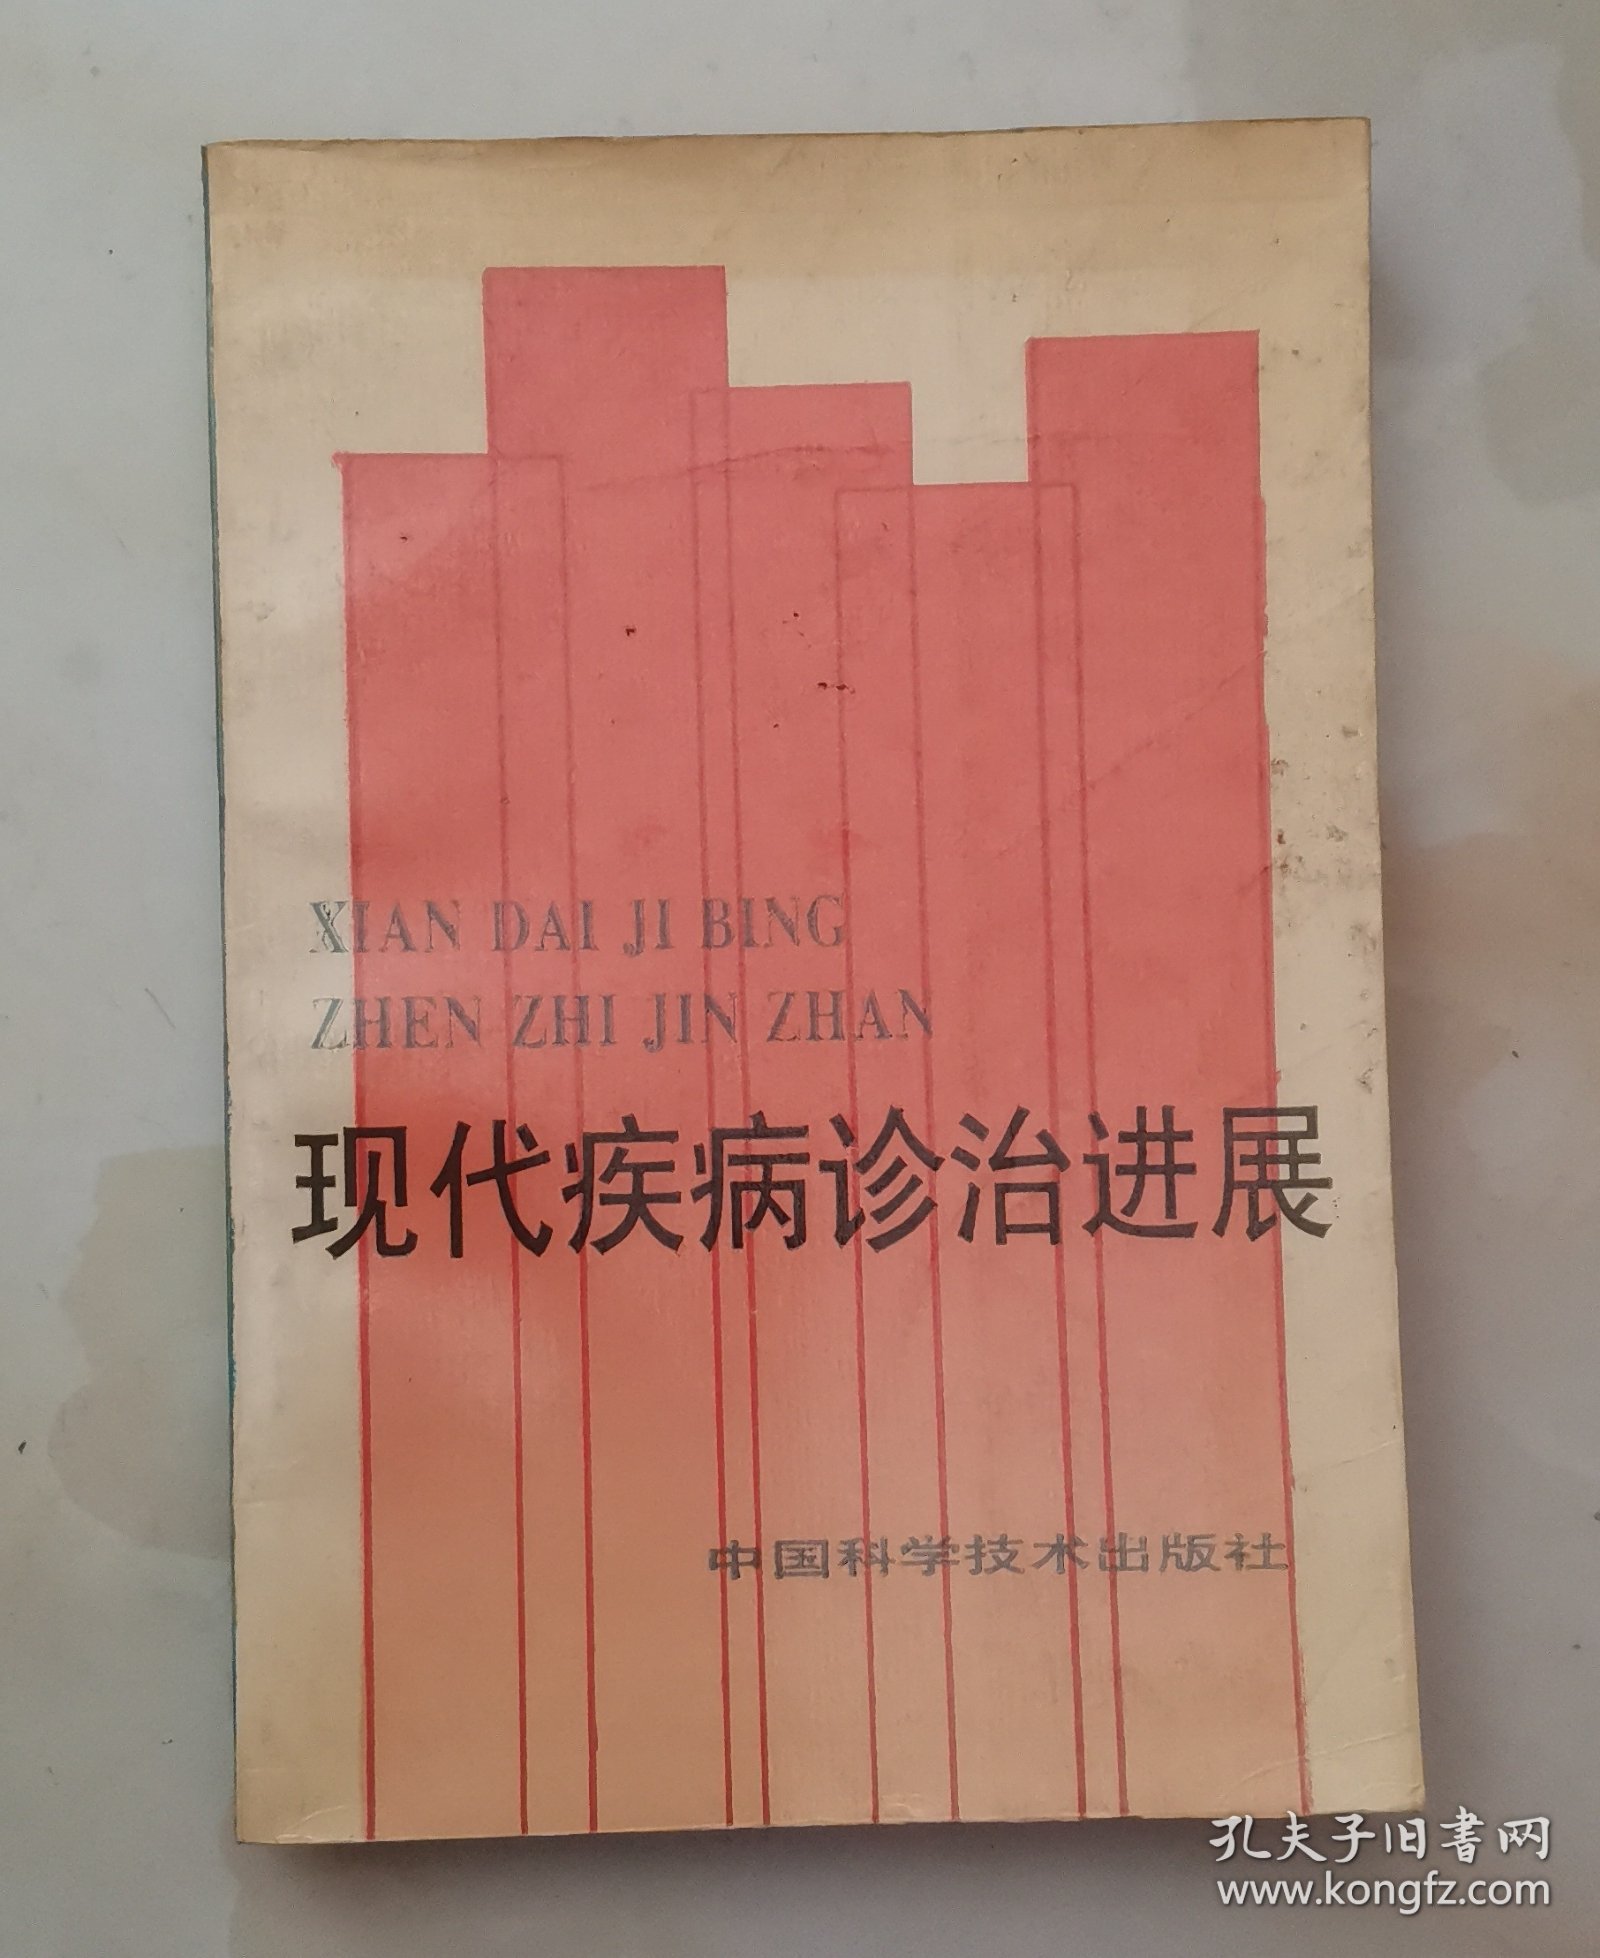 XIAN DAI JI BING
ZHEN ZHI JIN ZHAN
现代疾病诊治进展
中国科学技术出版社
孔夫子旧书网
www.kongfz.com